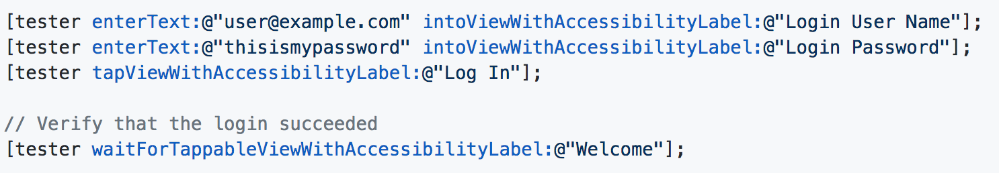 [tester enterText:@"user@example.com" intoViewWithAccessibilityLabel:@"Login User Name"];
[tester enterText:@"thisismypassword" intoViewWithAccessibilityLabel:@"Login Password"];
[tester tapViewWithAccessibilityLabel:@"Log In"];
// Verify that the login succeeded
[tester waitForTappableViewWithAccessibilityLabel:@"Welcome"];